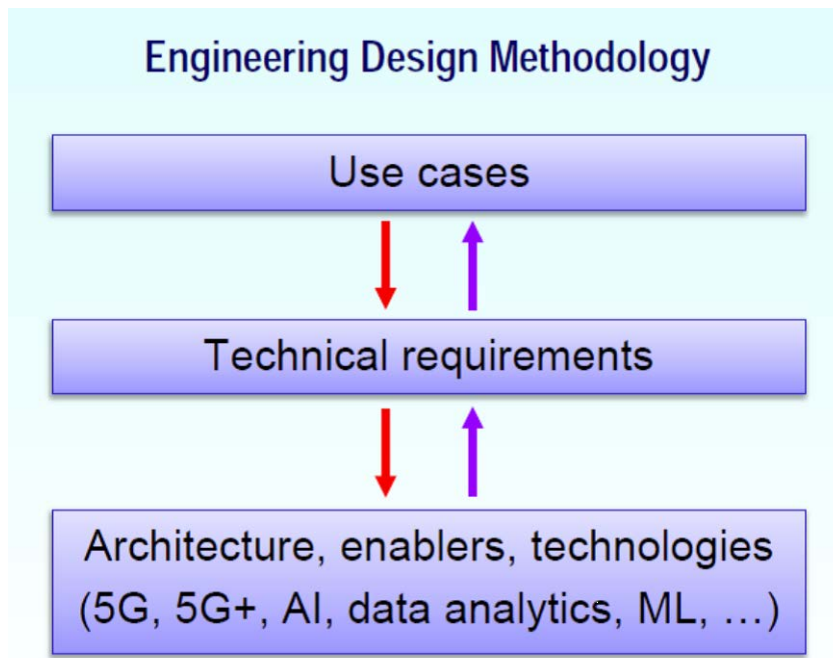 Engineering Design Methodology
Use cases
Technical requirements
Architecture, enablers, technologies
(5G, 5G+, AI, data analytics, ML, …)